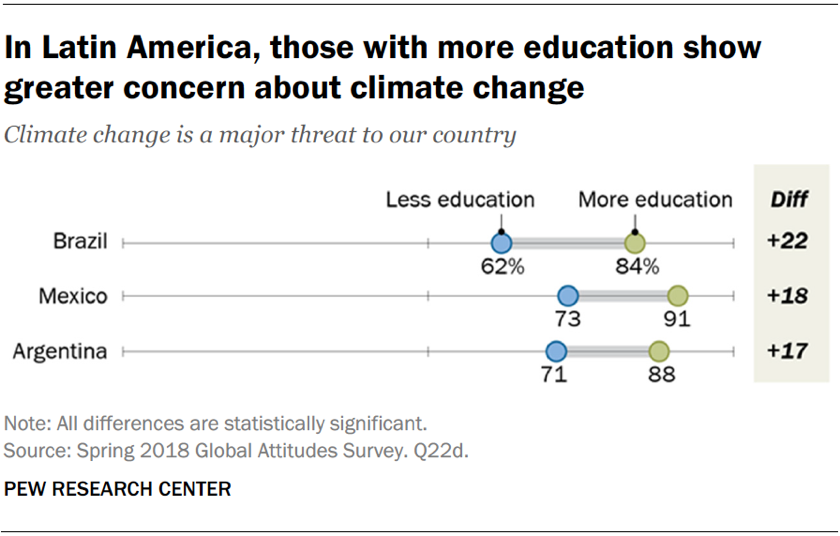 In Latin America, those with more education show
greater concern about climate change
Climate change is a major threat to our country
Less education More education Diff
Brazil +22
62% 84%
Mexico +18
73 91
Argentina +17
71 88
Note: All differences are statistically significant.
Source: Spring 2018 Global Attitudes Survey. Q22d.
PEW RESEARCH CENTER